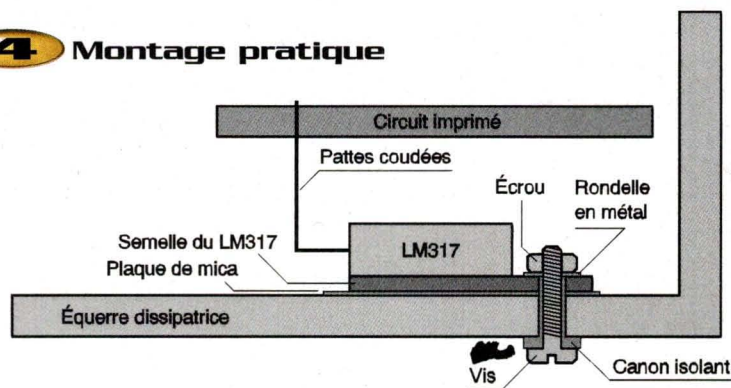 4 Montage pratique
Circuit imprimé
Pattes coudées
Écrou
Rondelle
en métal
Semelle du LM317
LM317
Plaque de mica
Équerre dissipatrice
Vis
Canon isolant